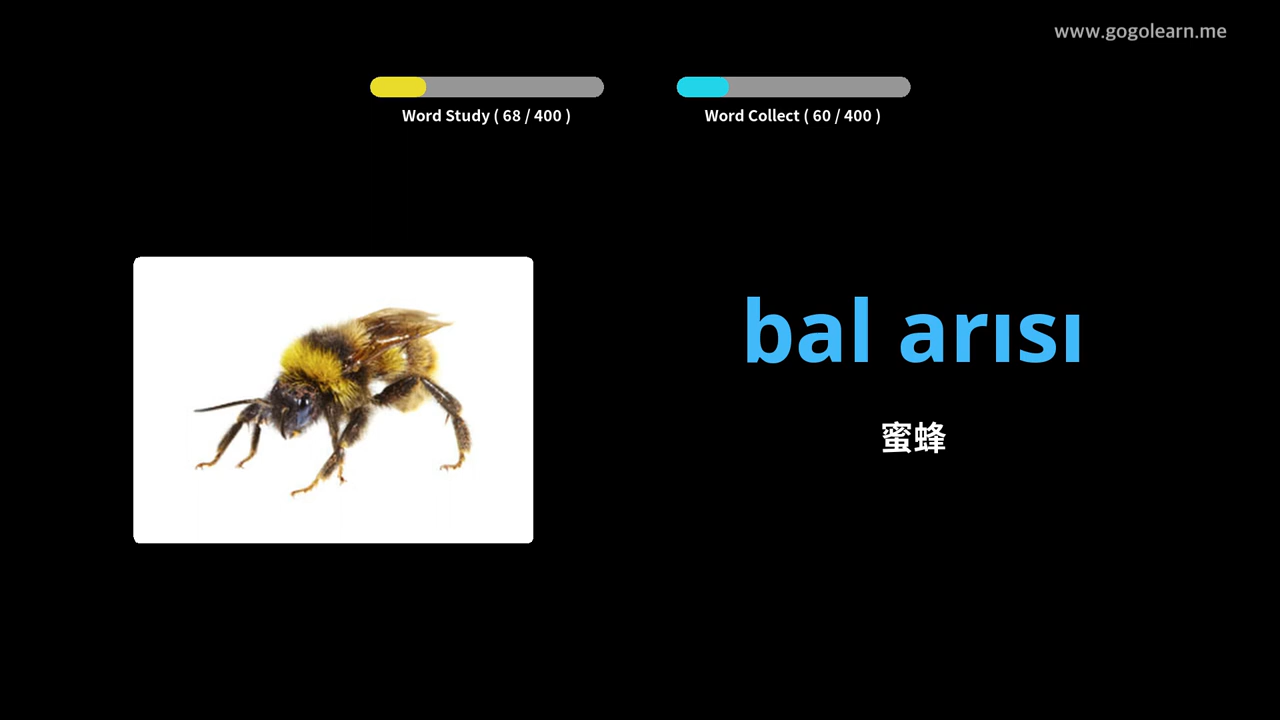 www.gogolearn.me
Word Study ( 68 / 400 )
Word Collect ( 60 / 400 )
bal arısı
蜜蜂